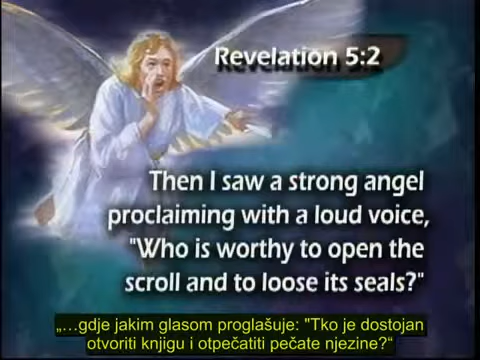 Revelation 5:2
Then I saw a strong angel
proclaiming with a loud voice,
"Who is worthy to open the
scroll and to loose its seals?"
„…gdje jakim glasom proglašuje: "Tko je dostojan
otvoriti knjigu i otpečatiti pečate njezine?“